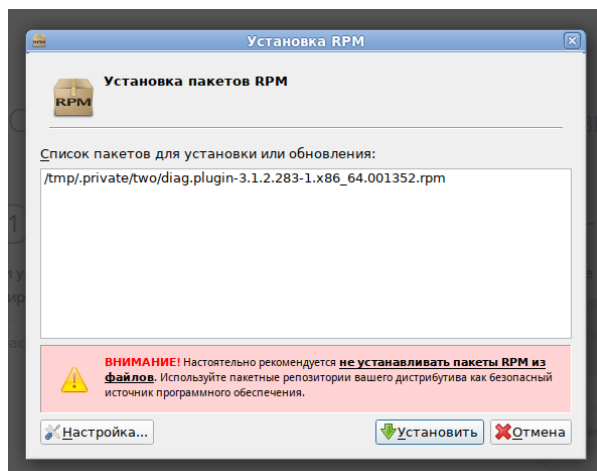 Установка RPM
RPM
Установка пакетов RPM
Список пакетов для установки или обновления:
/tmp/.private/two/diag.plugin-3.1.2.283-1.x86_64.001352.rpm
ВНИМАНИЕ! Настоятельно рекомендуется не устанавливать пакеты RPM из
файлов. Используйте пакетные репозитории вашего дистрибутива как безопасный
источник программного обеспечения.
Настройка...
Установить
Отмена